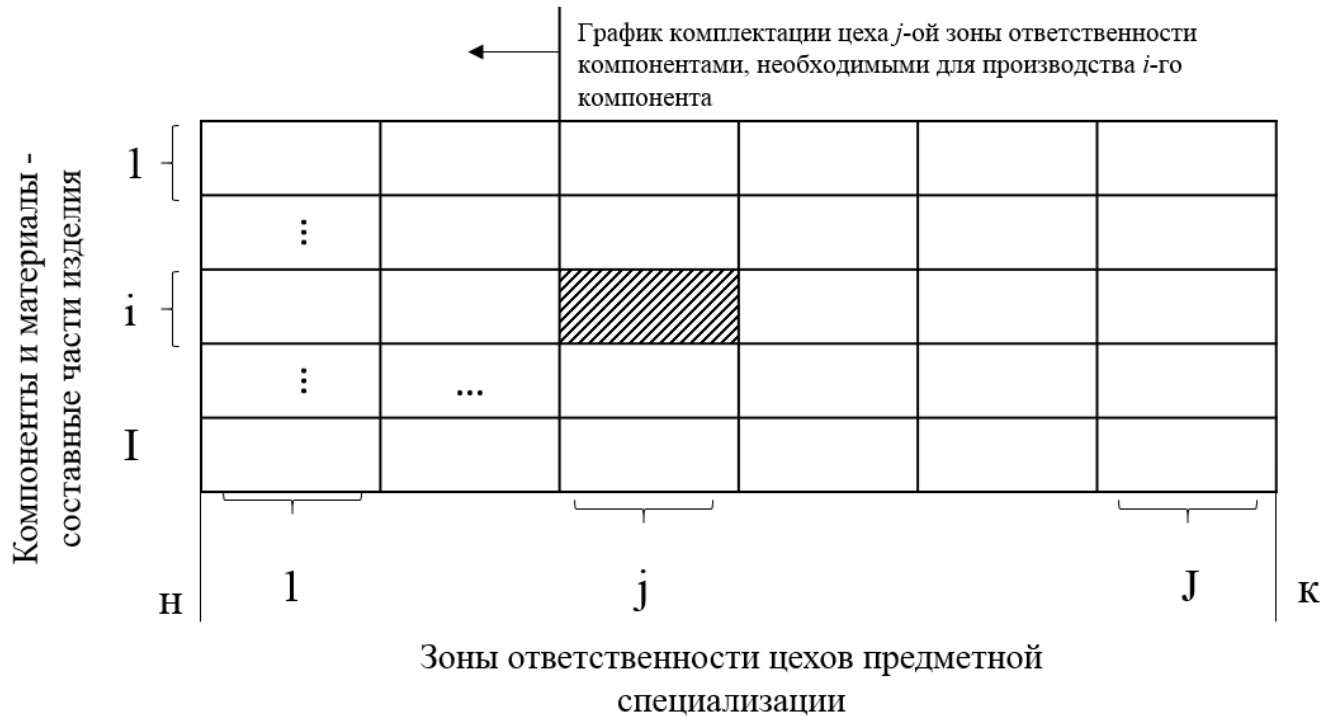 График комплектации цеха j-ой зоны ответственности
компонентами, необходимыми для производства i-го
компонента
Компоненты и материалы -
составные части изделия
1
⋮
i
⋮ ...
I
н 1 j J к
Зоны ответственности цехов предметной
специализации